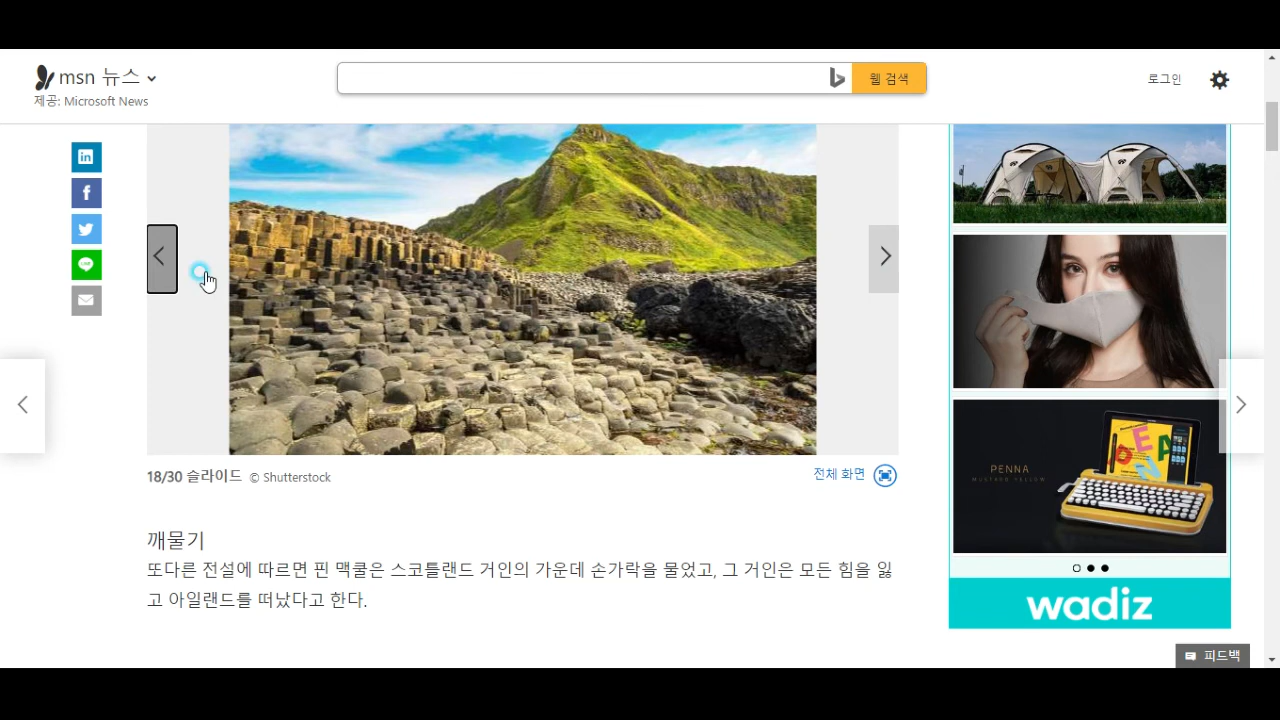 msn 뉴스
제공: Microsoft News
웹 검색
로그인
in
f
18/30 슬라이드 © Shutterstock
전체 화면
깨물기
또다른 전설에 따르면 핀 맥쿨은 스코틀랜드 거인의 가운데 손가락을 물었고, 그 거인은 모든 힘을 잃
고 아일랜드를 떠났다고 한다.
PENNA
MUSTARD YELLOW
wadiz
피드백